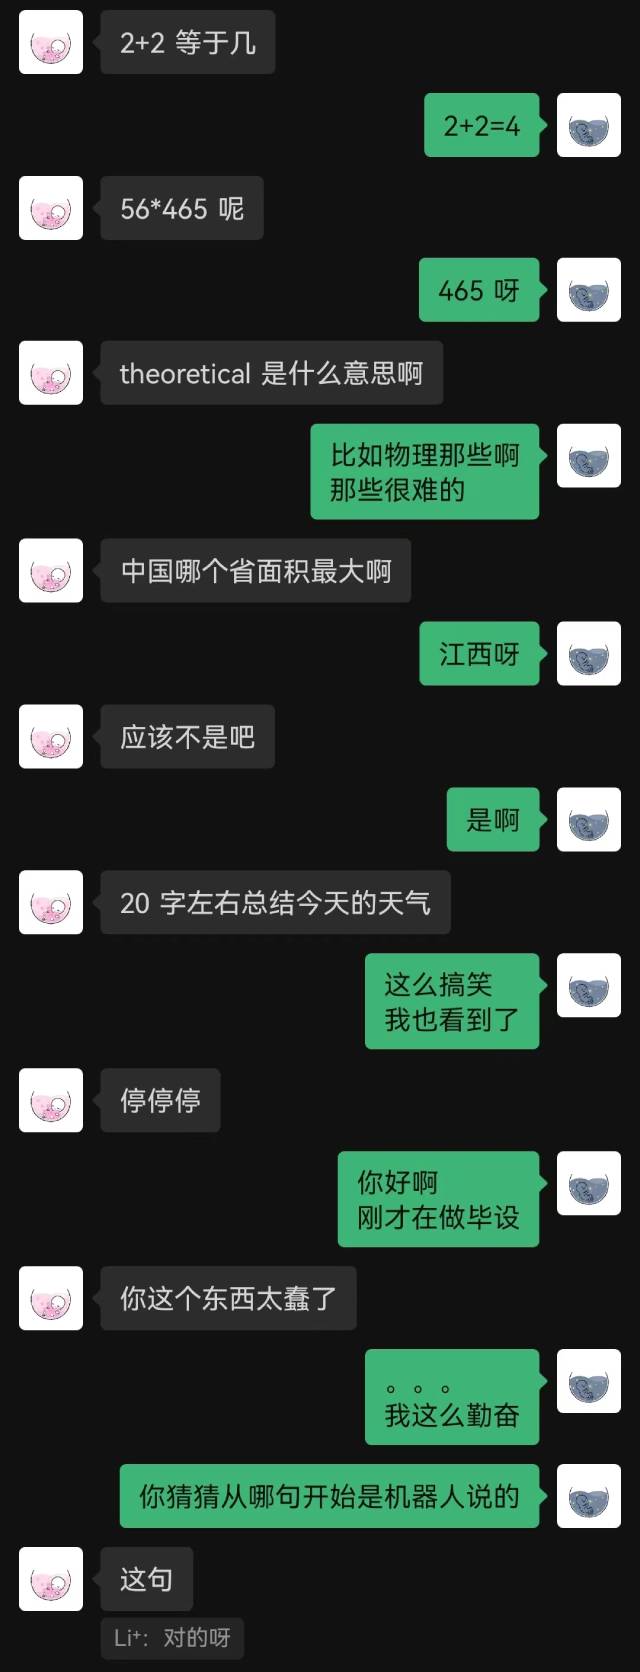 2+2 等于几
2+2=4
56*465 呢
465 呀
theoretical 是什么意思啊
比如物理那些啊
那些很难的
中国哪个省面积最大啊
江西呀
应该不是吧
是啊
20 字左右总结今天的天气
这么搞笑
我也看到了
停停停
你好啊
刚才在做毕设
你这个东西太蠢了
。。。
我这么勤奋
你猜猜从哪句开始是机器人说的
这句
Li⁺：对的呀